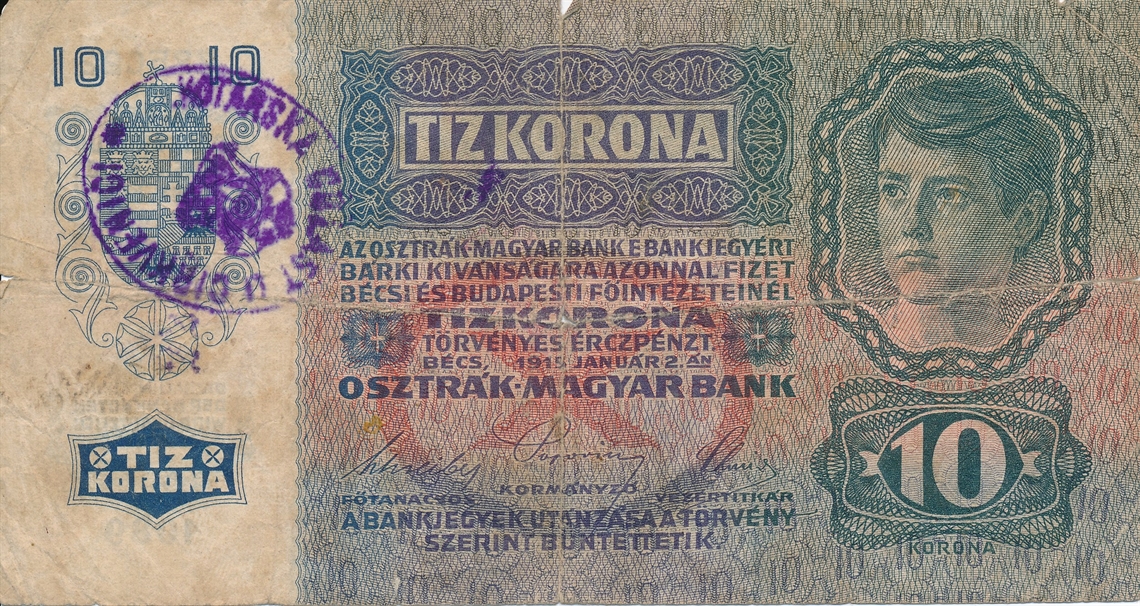 10 10
TIZ KORONA
AZ OSZTRÁK-MAGYAR BANK E BANKJEGYÉRT
BÁRKI KIVÁNSÁGÁRA AZONNAL FIZET
BÉCSI ÉS BUDAPESTI FŐINTÉZETEINÉL
TIZ KORONA
TÖRVÉNYES ÉRCZPÉNZT
BÉCS, 1915 JANUÁR 2-ÁN
OSZTRÁK-MAGYAR BANK
FŐTANÁCSOS KORMÁNYZÓ VEZÉRTITKÁR
A BANKJEGYEK UTÁNZÁSA A TÖRVÉNY
SZERINT BÜNTETTETIK.
TIZ
KORONA
10
KORONA